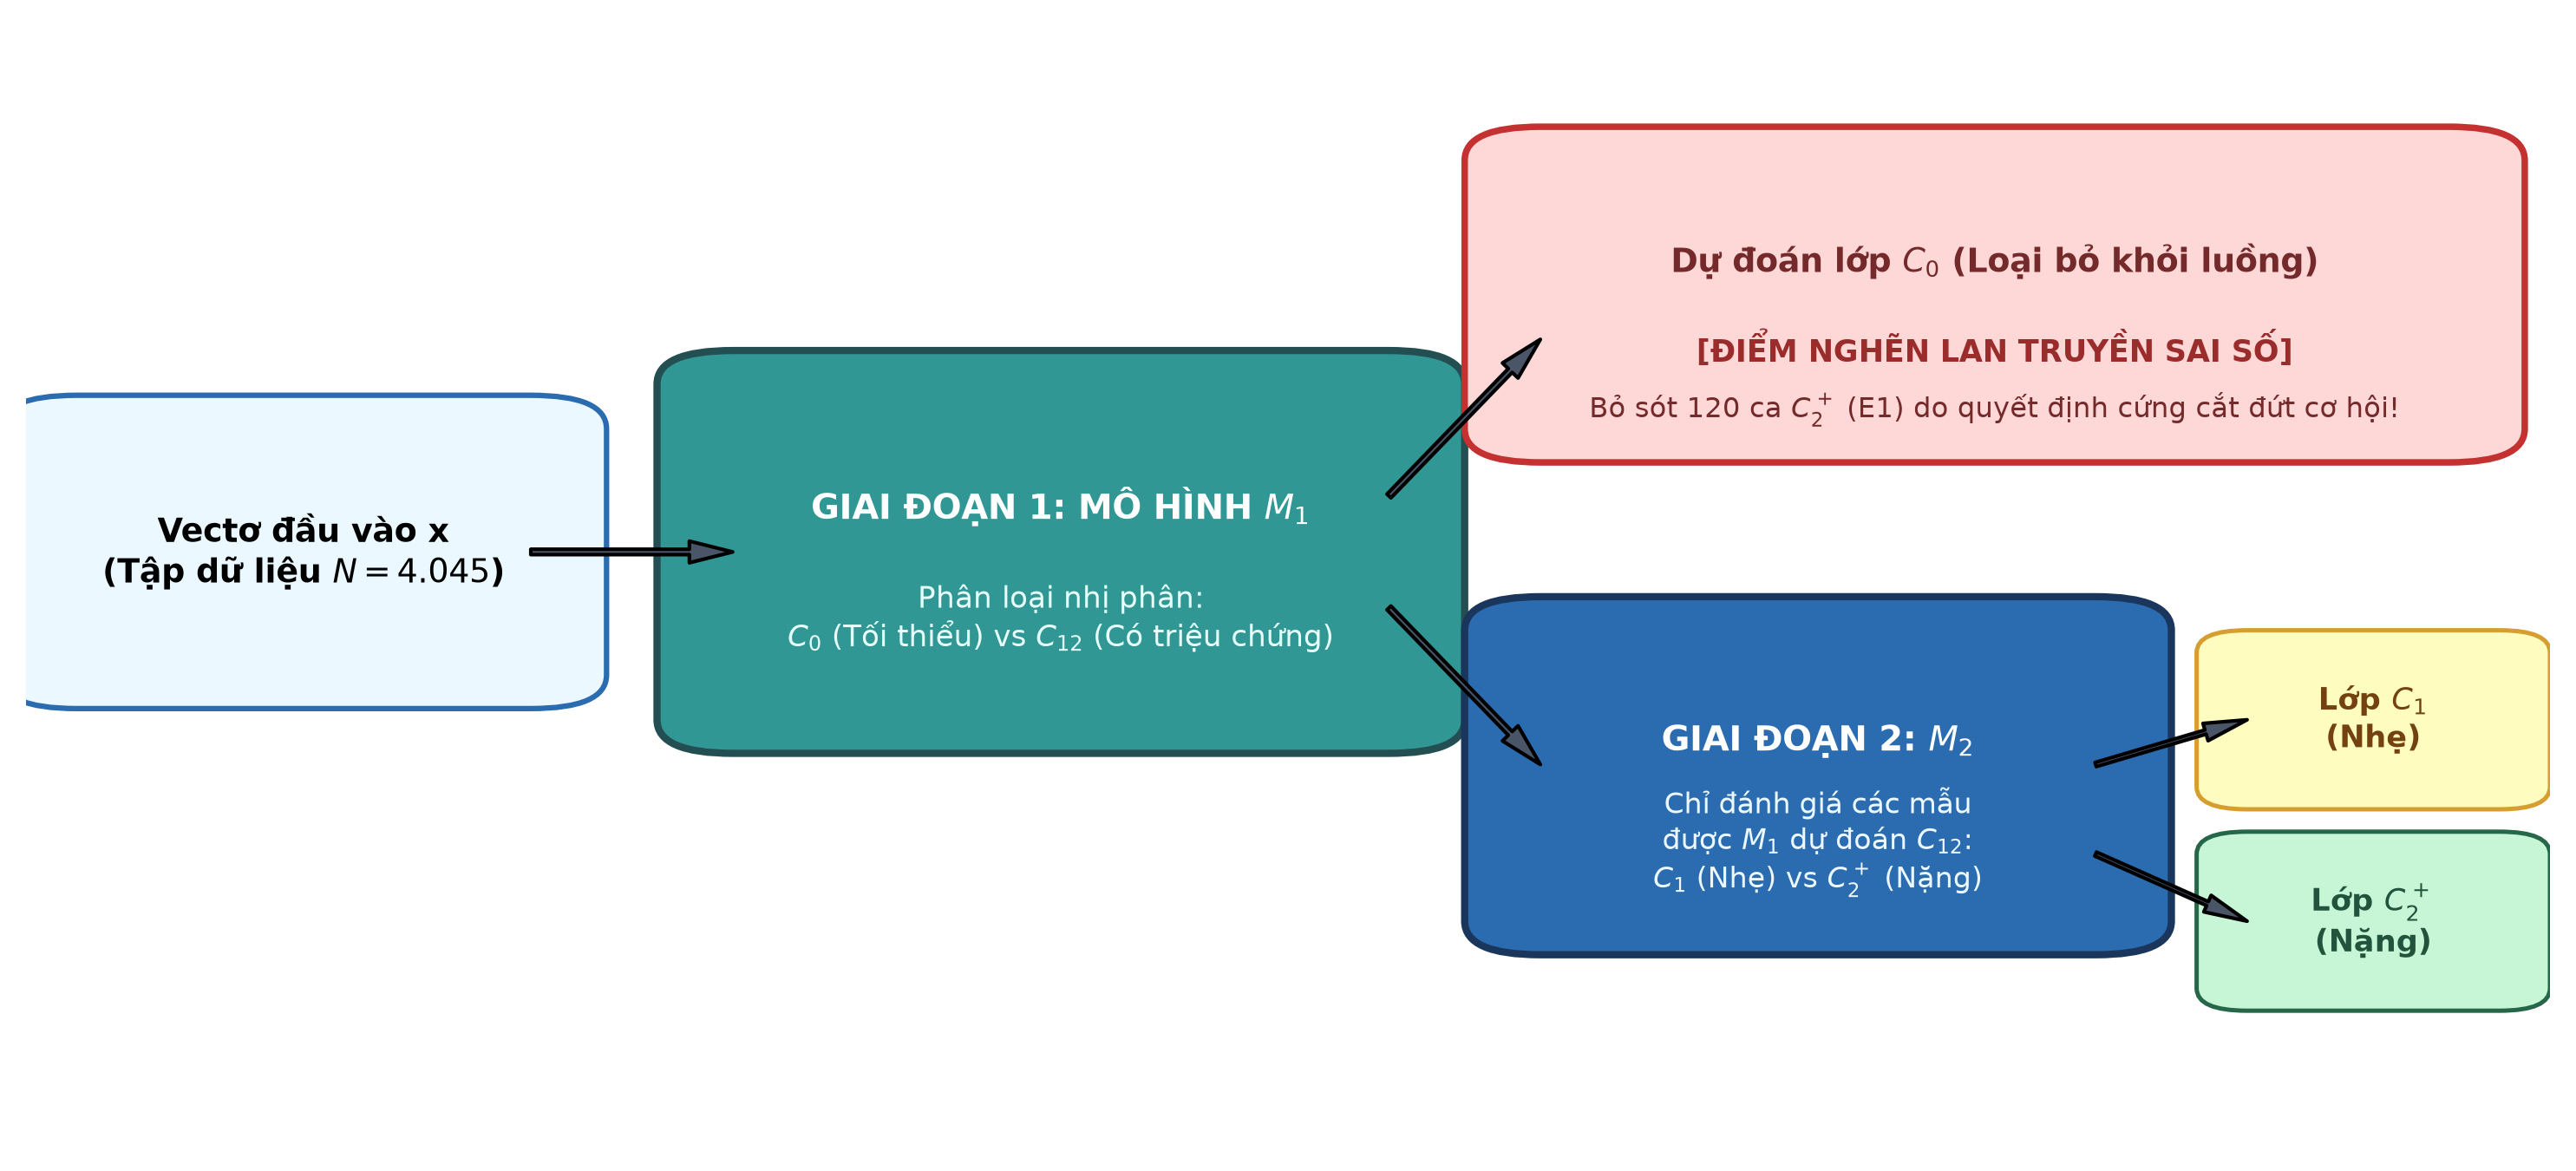 Vectơ đầu vào x
(Tập dữ liệu N = 4.045)
GIAI ĐOẠN 1: MÔ HÌNH M₁
Phân loại nhị phân:
C₀ (Tối thiểu) vs C₁₂ (Có triệu chứng)
Dự đoán lớp C₀ (Loại bỏ khỏi luồng)
[ĐIỂM NGHẼN LAN TRUYỀN SAI SỐ]
Bỏ sót 120 ca C₂⁺ (E1) do quyết định cứng cắt đứt cơ hội!
GIAI ĐOẠN 2: M₂
Chỉ đánh giá các mẫu
được M₁ dự đoán C₁₂:
C₁ (Nhẹ) vs C₂⁺ (Nặng)
Lớp C₁
(Nhẹ)
Lớp C₂⁺
(Nặng)